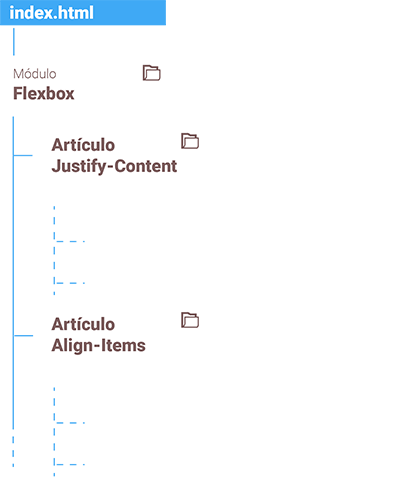 index.html
Módulo
Flexbox
Artículo
Justify-Content
Artículo
Align-Items